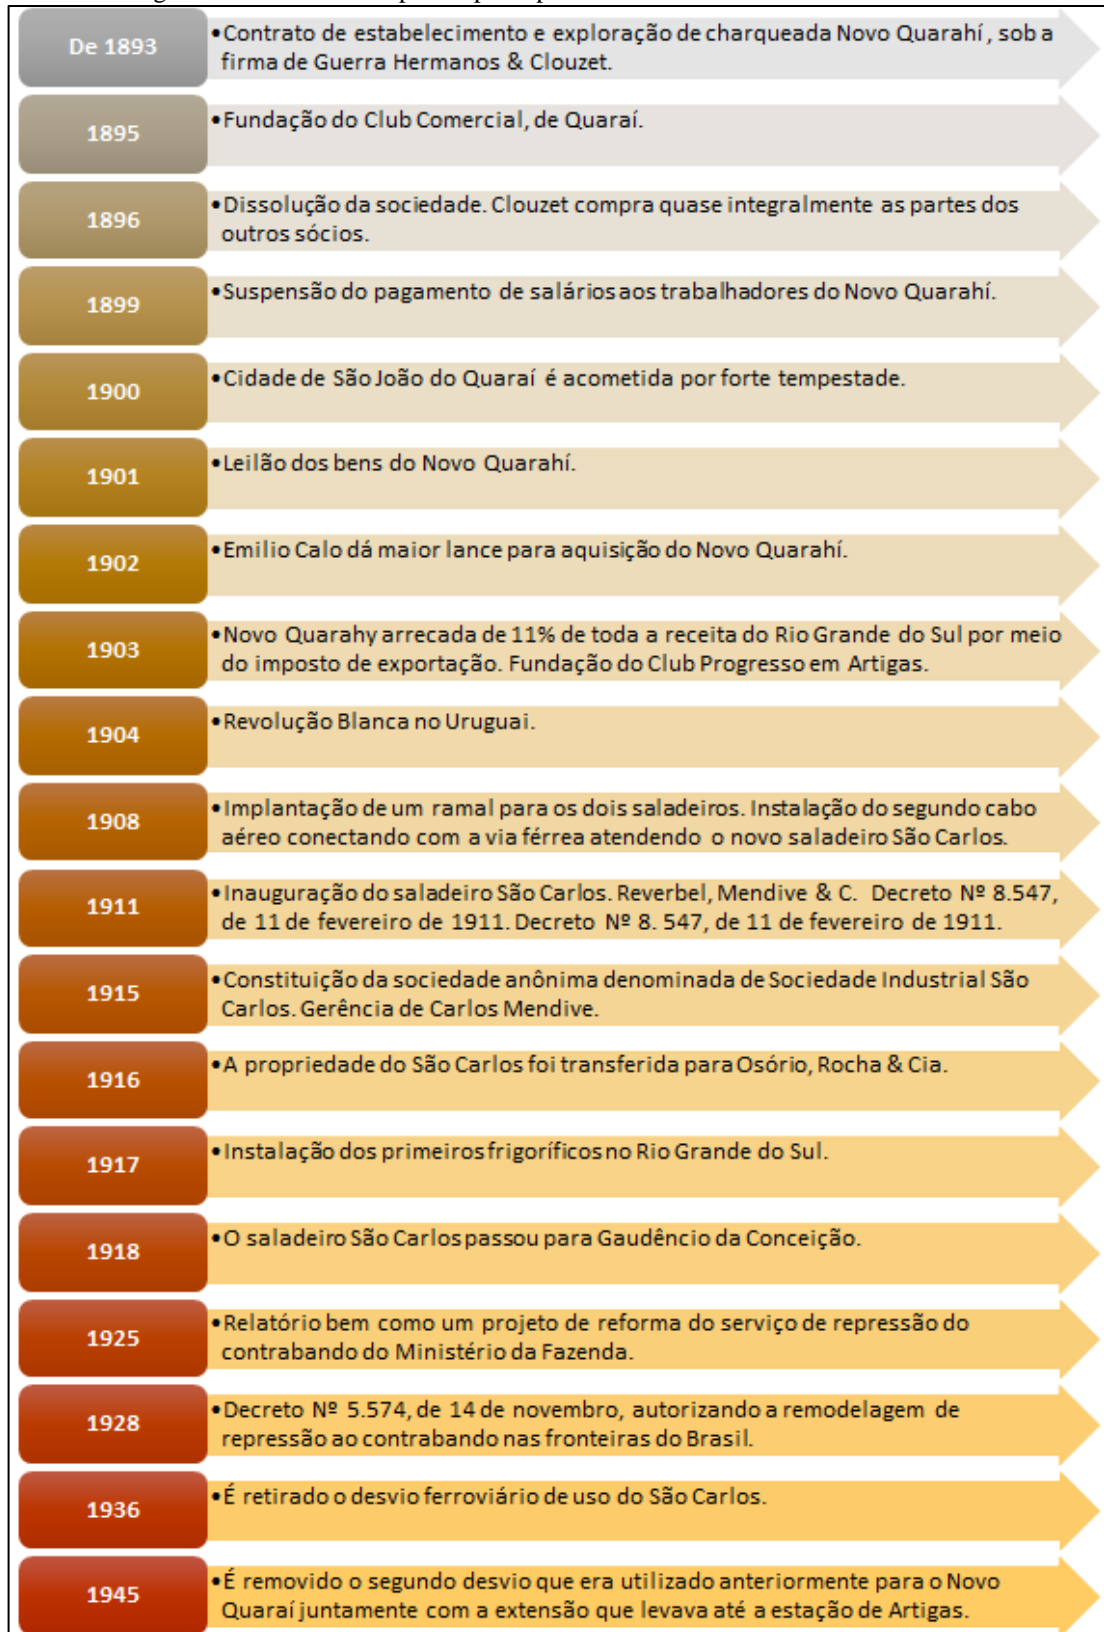 De 1893
•Contrato de estabelecimento e exploração de charqueada Novo Quarahí , sob a
firma de Guerra Hermanos & Clouzet.
1895
•Fundação do Club Comercial, de Quaraí.
1896
•Dissolução da sociedade. Clouzet compra quase integralmente as partes dos
outros sócios.
1899
•Suspensão do pagamento de salários aos trabalhadores do Novo Quarahí.
1900
•Cidade de São João do Quaraí é acometida por forte tempestade.
1901
•Leilão dos bens do Novo Quarahí.
1902
•Emilio Calo dá maior lance para aquisição do Novo Quarahí.
1903
•Novo Quarahy arrecada de 11% de toda a receita do Rio Grande do Sul por meio
do imposto de exportação. Fundação do Club Progresso em Artigas.
1904
•Revolução Blanca no Uruguai.
1908
•Implantação de um ramal para os dois saladeiros. Instalação do segundo cabo
aéreo conectando com a via férrea atendendo o novo saladeiro São Carlos.
1911
•Inauguração do saladeiro São Carlos. Reverbel, Mendive & C. Decreto Nº 8.547,
de 11 de fevereiro de 1911. Decreto Nº 8. 547, de 11 de fevereiro de 1911.
1915
•Constituição da sociedade anônima denominada de Sociedade Industrial São
Carlos. Gerência de Carlos Mendive.
1916
•A propriedade do São Carlos foi transferida para Osório, Rocha & Cia.
1917
•Instalação dos primeiros frigoríficos no Rio Grande do Sul.
1918
•O saladeiro São Carlos passou para Gaudêncio da Conceição.
1925
•Relatório bem como um projeto de reforma do serviço de repressão do
contrabando do Ministério da Fazenda.
1928
•Decreto Nº 5.574, de 14 de novembro, autorizando a remodelagem de
repressão ao contrabando nas fronteiras do Brasil.
1936
•É retirado o desvio ferroviário de uso do São Carlos.
1945
•É removido o segundo desvio que era utilizado anteriormente para o Novo
Quaraí juntamente com a extensão que levava até a estação de Artigas.